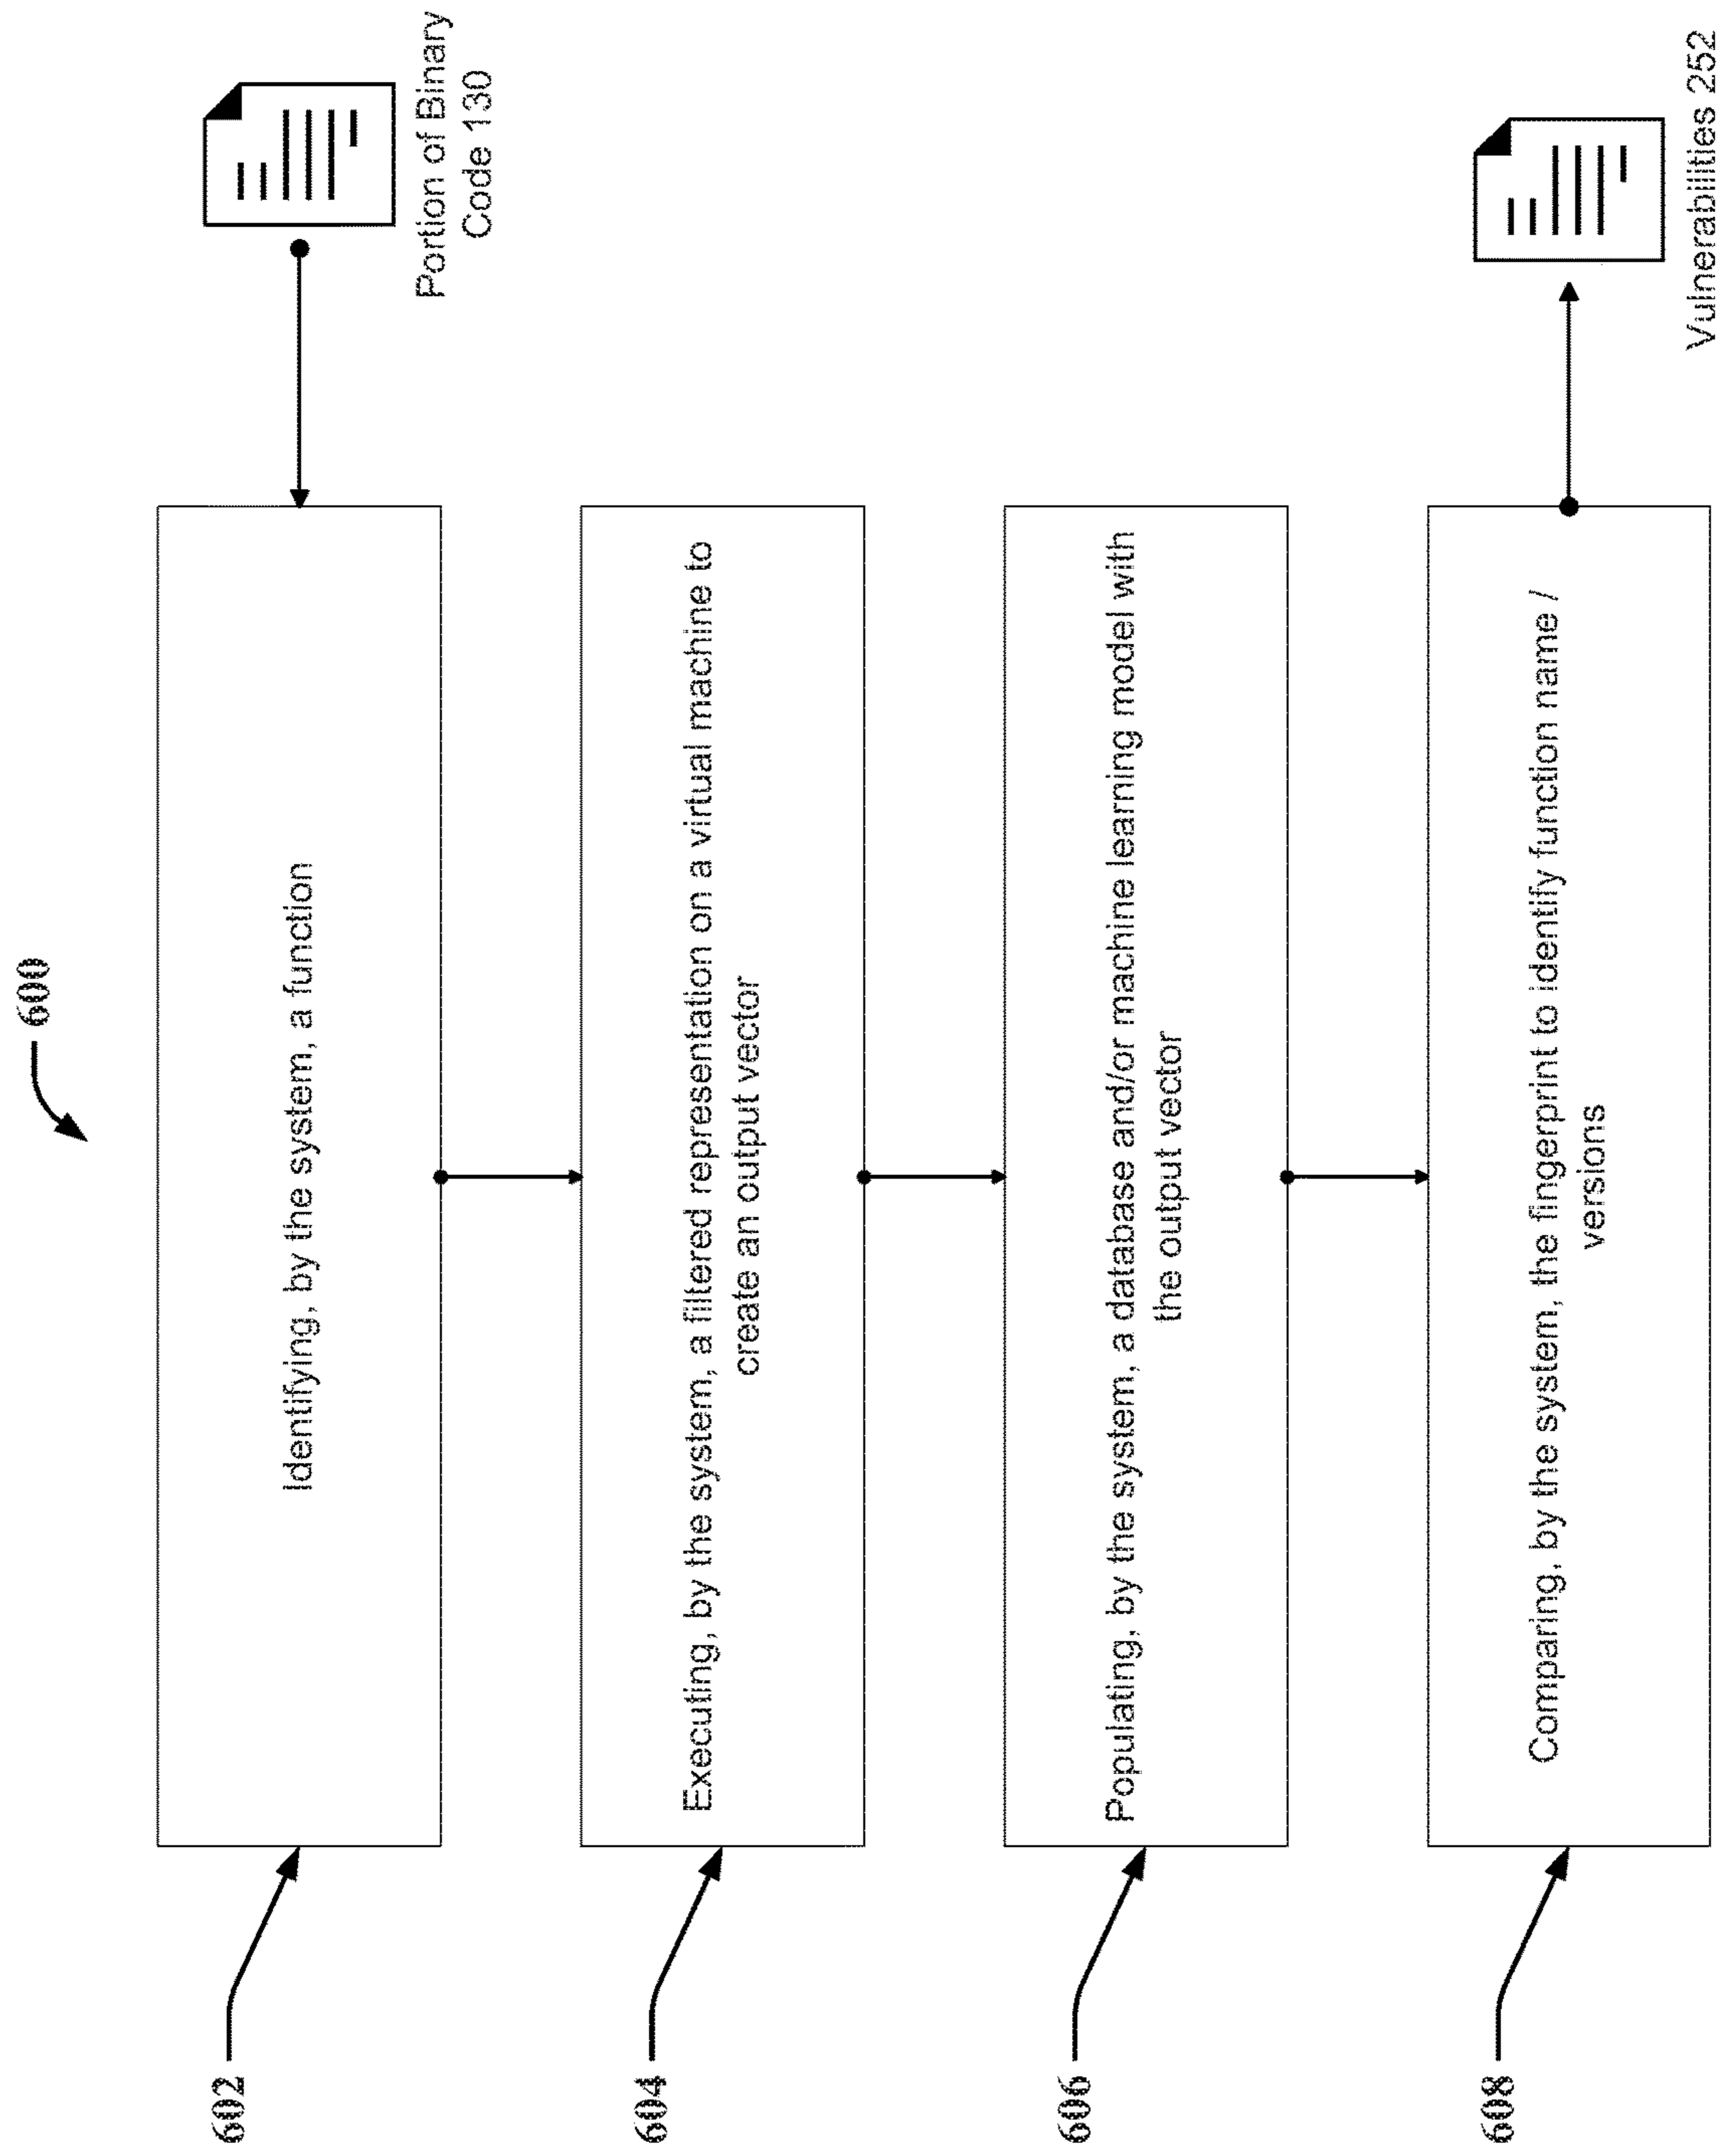 600
602
Identifying, by the system, a function
Portion of Binary
Code 130
604
Executing, by the system, a filtered representation on a virtual machine to
create an output vector
606
Populating, by the system, a database and/or machine learning model with
the output vector
608
Comparing, by the system, the fingerprint to identify function name /
versions
Vulnerabilities 252